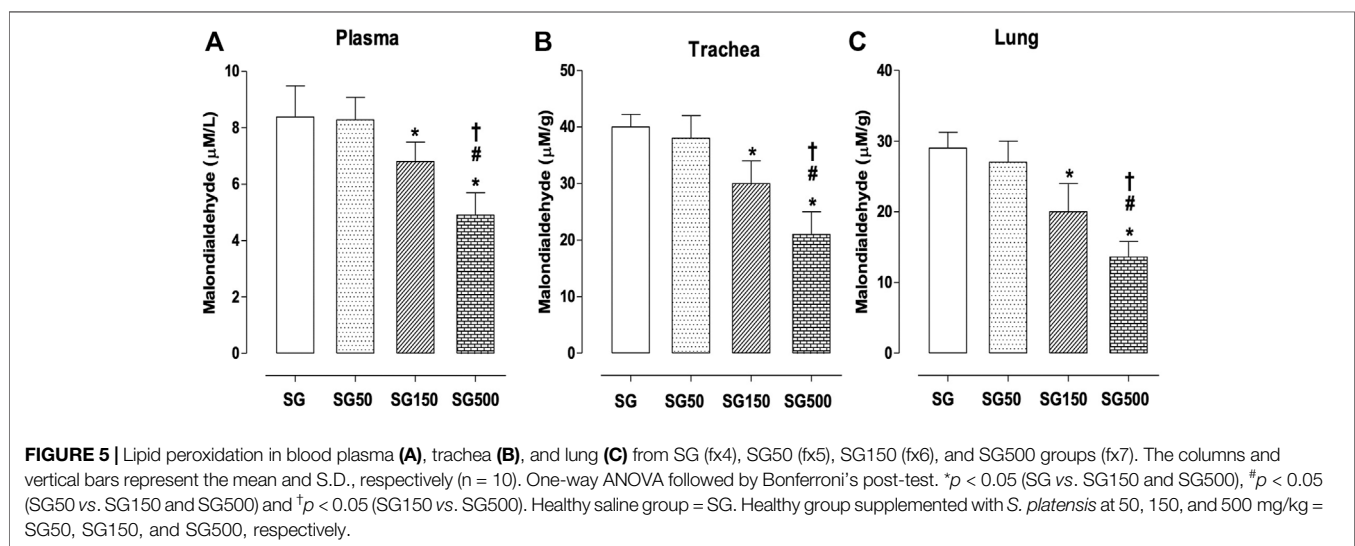 A Plasma
Malondialdehyde (μM/L)
10
8
6
4
2
0
*
†
#
*
SG SG50 SG150 SG500
B Trachea
Malondialdehyde (μM/g)
50
40
30
20
10
0
*
†
#
*
SG SG50 SG150 SG500
C Lung
Malondialdehyde (μM/g)
40
30
20
10
0
*
†
#
*
SG SG50 SG150 SG500
FIGURE 5 | Lipid peroxidation in blood plasma (A), trachea (B), and lung (C) from SG (fx4), SG50 (fx5), SG150 (fx6), and SG500 groups (fx7). The columns and
vertical bars represent the mean and S.D., respectively (n = 10). One-way ANOVA followed by Bonferroni's post-test. *p < 0.05 (SG vs. SG150 and SG500), #p < 0.05
(SG50 vs. SG150 and SG500) and †p < 0.05 (SG150 vs. SG500). Healthy saline group = SG. Healthy group supplemented with S. platensis at 50, 150, and 500 mg/kg =
SG50, SG150, and SG500, respectively.